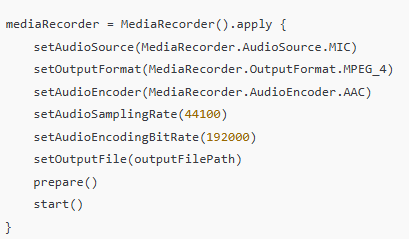 mediaRecorder = MediaRecorder().apply {
    setAudioSource(MediaRecorder.AudioSource.MIC)
    setOutputFormat(MediaRecorder.OutputFormat.MPEG_4)
    setAudioEncoder(MediaRecorder.AudioEncoder.AAC)
    setAudioSamplingRate(44100)
    setAudioEncodingBitRate(192000)
    setOutputFile(outputFilePath)
    prepare()
    start()
}